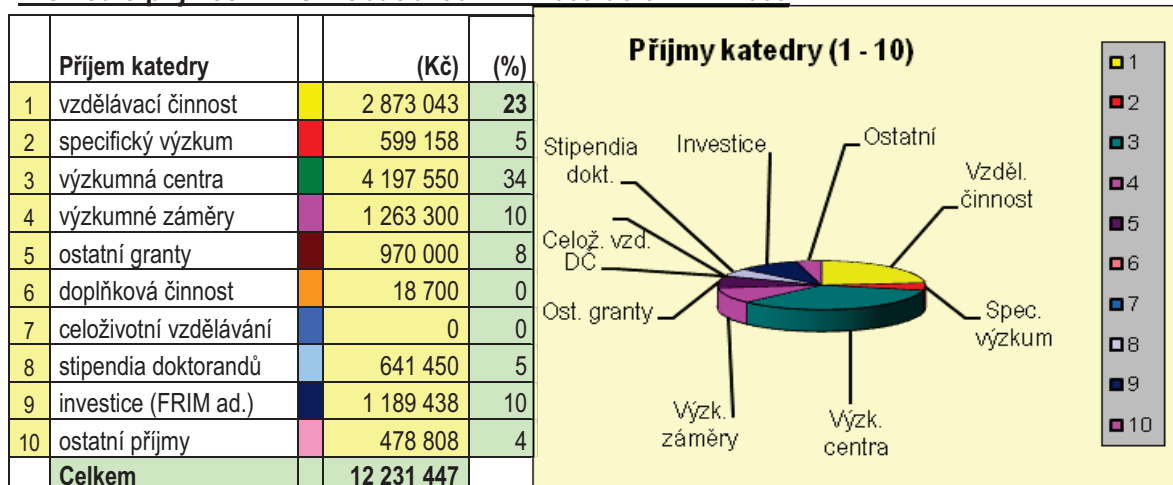 Příjem katedry (Kč) (%)
1 vzdělávací činnost 2 873 043 23
2 specifický výzkum 599 158 5
3 výzkumná centra 4 197 550 34
4 výzkumné záměry 1 263 300 10
5 ostatní granty 970 000 8
6 doplňková činnost 18 700 0
7 celoživotní vzdělávání 0 0
8 stipendia doktorandů 641 450 5
9 investice (FRIM ad.) 1 189 438 10
10 ostatní příjmy 478 808 4
Celkem 12 231 447
Příjmy katedry (1 - 10)
Stipendia
dokt.
Investice
Ostatní
Vzděl.
činnost
Celož. vzd.
DČ
Ost. granty
Spec.
výzkum
Výzk.
záměry
Výzk.
centra
1
2
3
4
5
6
7
8
9
10